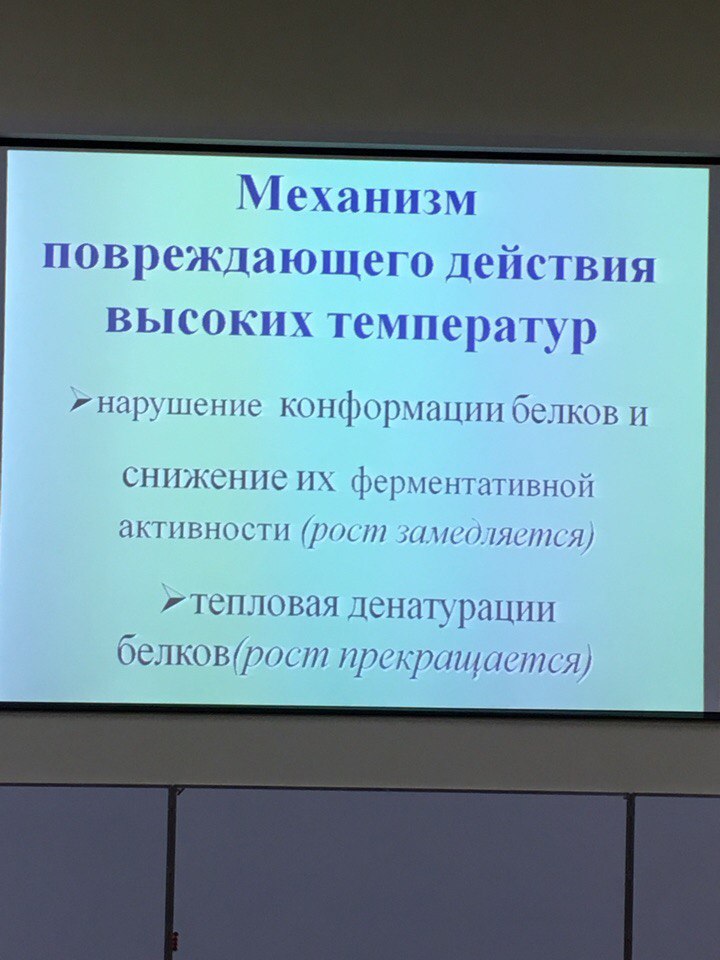 Механизм
повреждающего действия
высоких температур
➢нарушение конформации белков и
снижение их ферментативной
активности (рост замедляется)
➢тепловая денатурации
белков(рост прекращается)